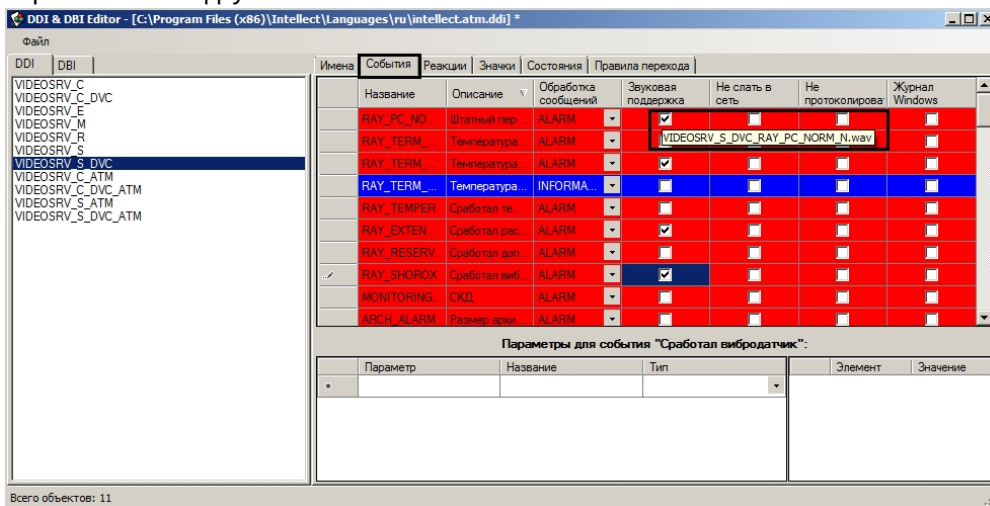 DDI & DBI Editor - [C:\Program Files (x86)\Intellect\Languages\ru\intellect.atm.ddi] *
Файл
DDI DBI
Имена События Реакции Значки Состояния Правила перехода
VIDEOSRV_C
VIDEOSRV_C_DVC
VIDEOSRV_E
VIDEOSRV_M
VIDEOSRV_R
VIDEOSRV_S
VIDEOSRV_S_DVC
VIDEOSRV_C_ATM
VIDEOSRV_C_DVC_ATM
VIDEOSRV_S_ATM
VIDEOSRV_S_DVC_ATM
Название Описание Обработка сообщений Звуковая поддержка Не слать в сеть Не протоколирова Журнал Windows
RAY_PC_NO... Штатный пер... ALARM
VIDEOSRV_S_DVC_RAY_PC_NORM_N.wav
RAY_TERM_... Температура... ALARM
RAY_TERM_... Температура... ALARM
RAY_TERM_... Температура... INFORMA...
RAY_TEMPER Сработал те... ALARM
RAY_EXTEN... Сработал рас... ALARM
RAY_RESERV Сработал доп... ALARM
RAY_SHOROX Сработал виб... ALARM
MONITORING... СКД ALARM
ARCH_ALARM Размер архи... ALARM
Параметры для события "Сработал вибродатчик":
Параметр Название Тип Элемент Значение
Всего объектов: 11